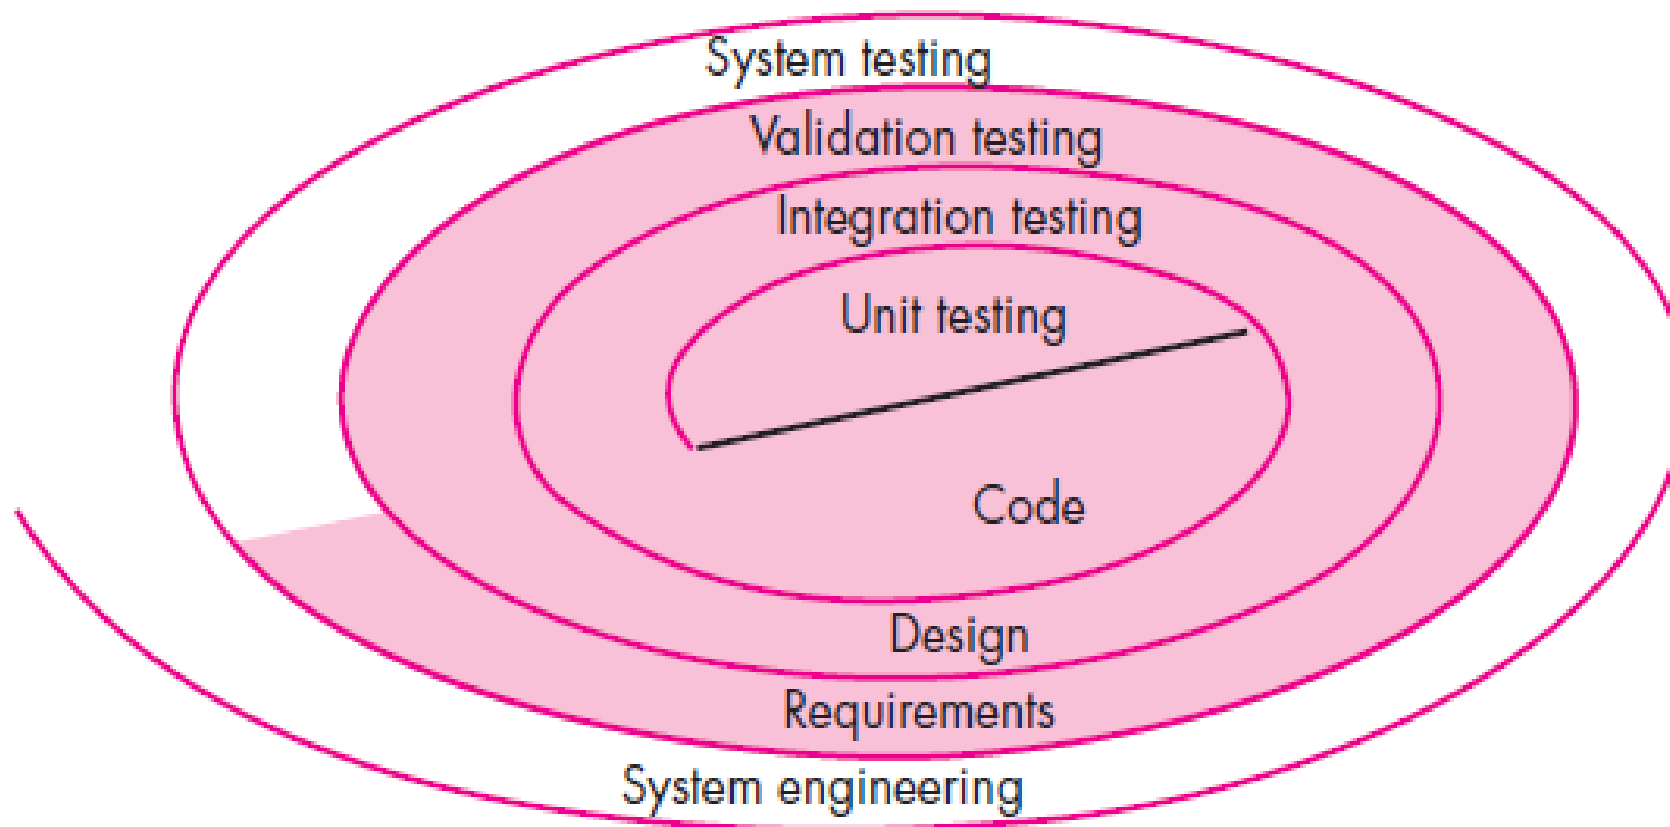 System testing
Validation testing
Integration testing
Unit testing
Code
Design
Requirements
System engineering